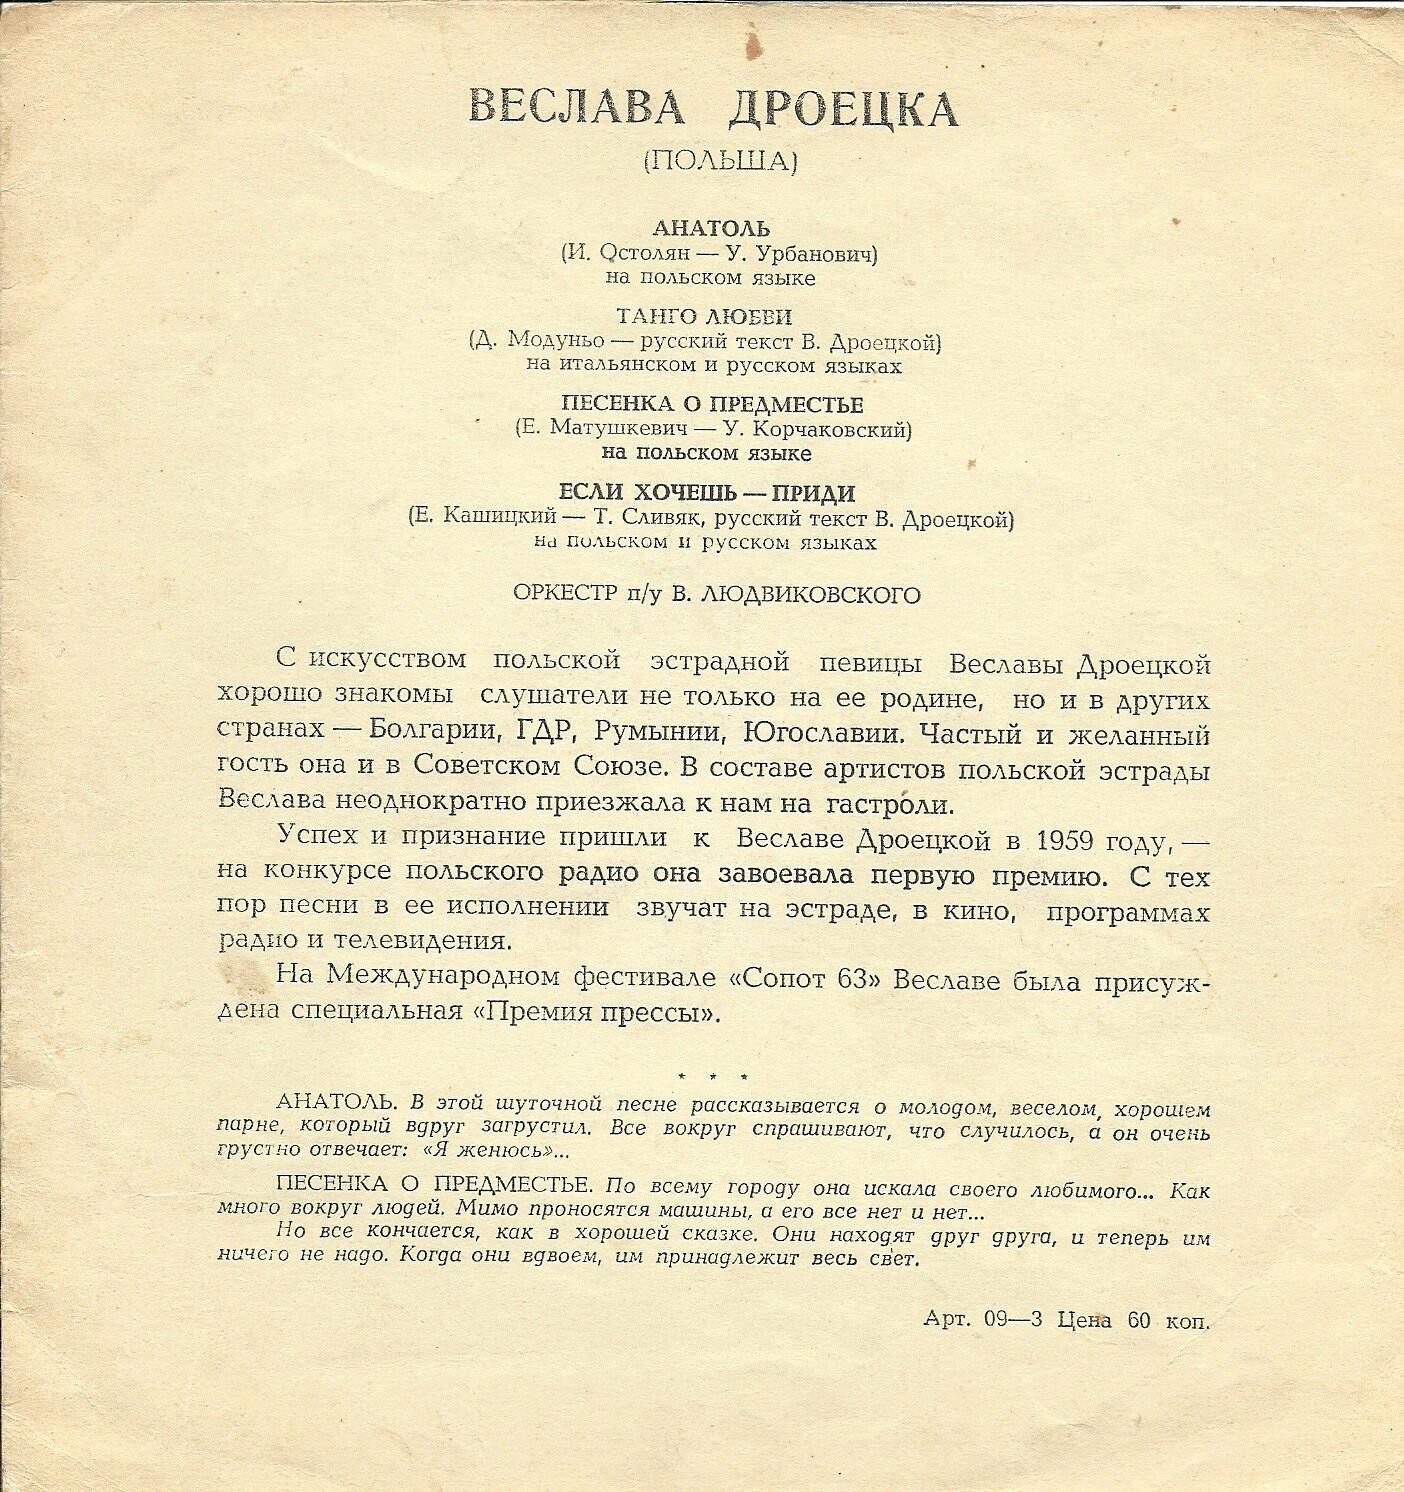 ВЕСЛАВА ДРОЕЦКА
(ПОЛЬША)
АНАТОЛЬ
(И. Остолян — У. Урбанович)
на польском языке
ТАНГО ЛЮБВИ
(Д. Модуньо — русский текст В. Дроецкой)
на итальянском и русском языках
ПЕСЕНКА О ПРЕДМЕСТЬЕ
(Е. Матушкевич — У. Корчаковский)
на польском языке
ЕСЛИ ХОЧЕШЬ — ПРИДИ
(Е. Кашицкий — Т. Сливяк, русский текст В. Дроецкой)
на польском и русском языках
ОРКЕСТР п/у В. ЛЮДВИКОВСКОГО
С искусством польской эстрадной певицы Веславы Дроецкой
хорошо знакомы слушатели не только на ее родине, но и в других
странах — Болгарии, ГДР, Румынии, Югославии. Частый и желанный
гость она и в Советском Союзе. В составе артистов польской эстрады
Веслава неоднократно приезжала к нам на гастроли.
Успех и признание пришли к Веславе Дроецкой в 1959 году, —
на конкурсе польского радио она завоевала первую премию. С тех
пор песни в ее исполнении звучат на эстраде, в кино, программах
радио и телевидения.
На Международном фестивале «Сопот 63» Веславе была присуж-
дена специальная «Премия прессы».
* * *
АНАТОЛЬ. В этой шуточной песне рассказывается о молодом, веселом, хорошем
парне, который вдруг загрустил. Все вокруг спрашивают, что случилось, а он очень
грустно отвечает: «Я женюсь»...
ПЕСЕНКА О ПРЕДМЕСТЬЕ. По всему городу она искала своего любимого... Как
много вокруг людей. Мимо проносятся машины, а его все нет и нет...
Но все кончается, как в хорошей сказке. Они находят друг друга, и теперь им
ничего не надо. Когда они вдвоем, им принадлежит весь свет.
Арт. 09—3 Цена 60 коп.